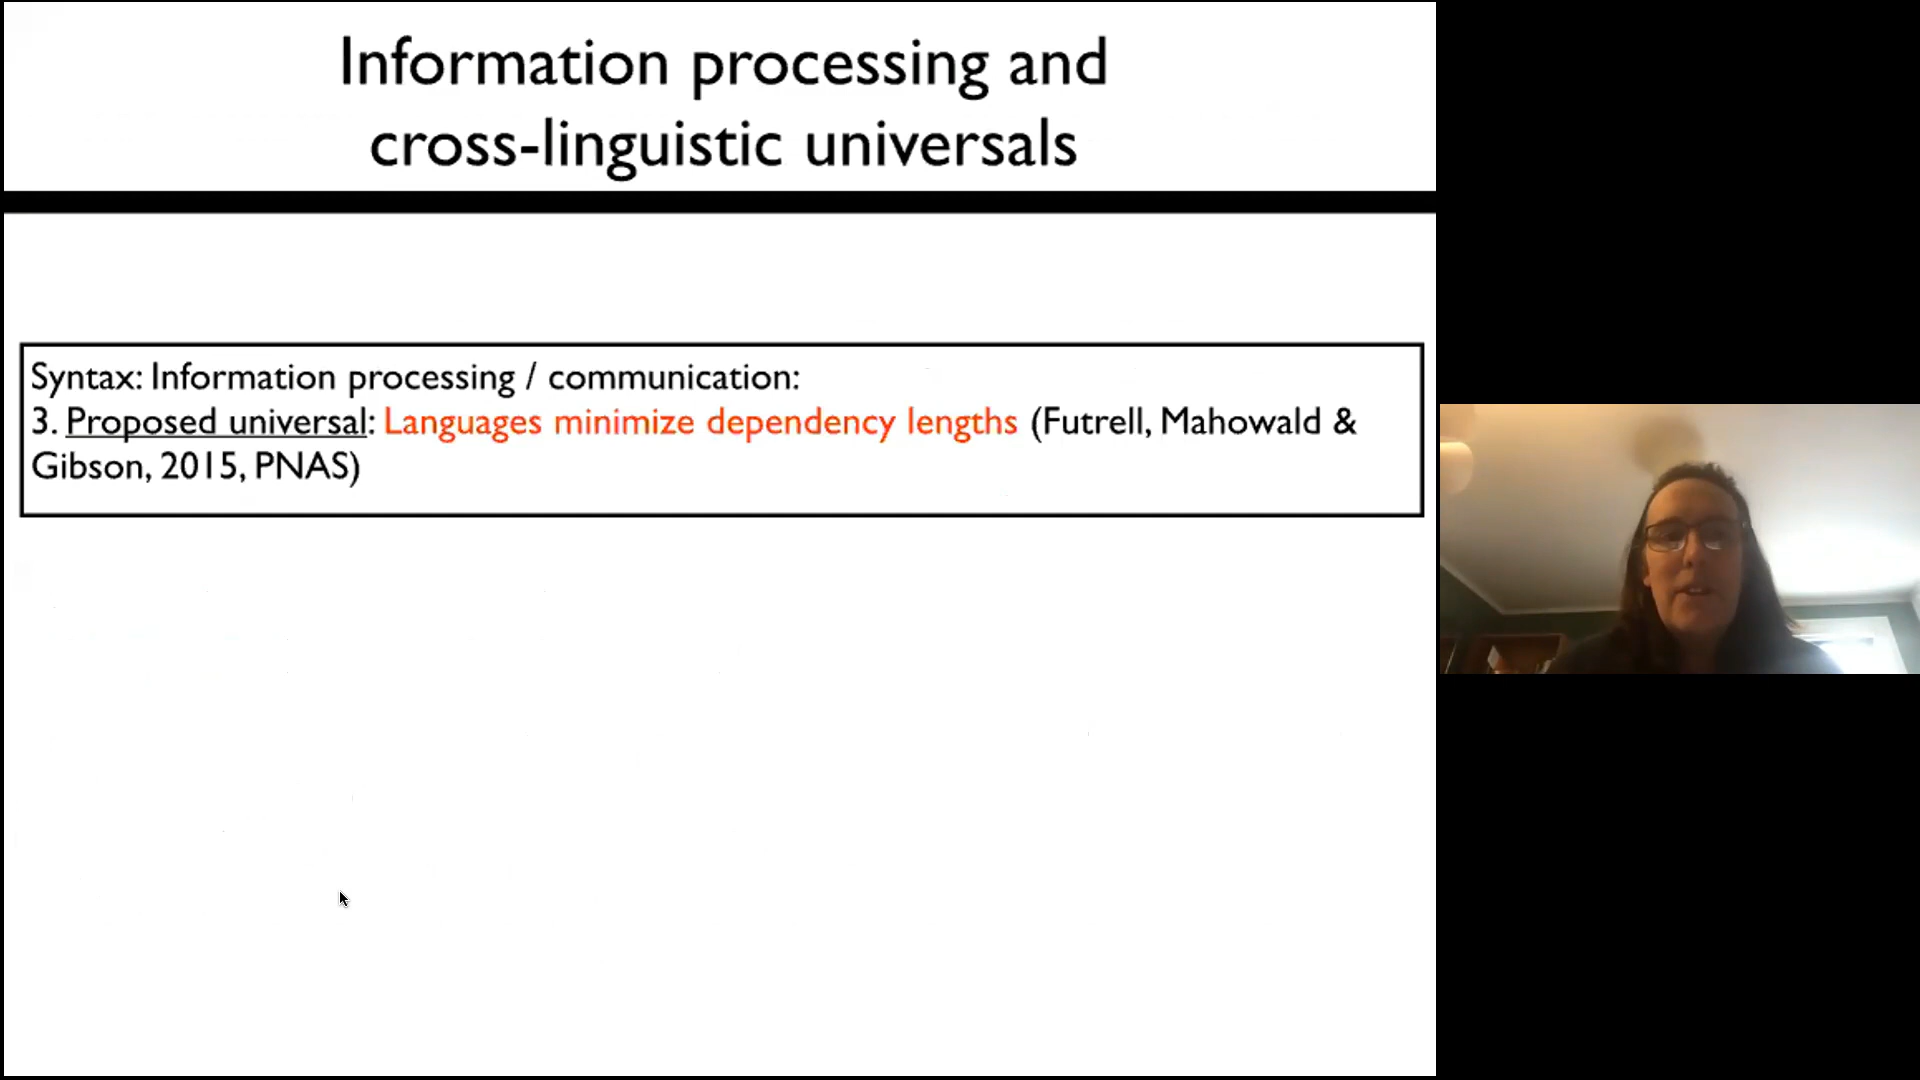 Information processing and
cross-linguistic universals
Syntax: Information processing / communication:
3. Proposed universal: Languages minimize dependency lengths (Futrell, Mahowald &
Gibson, 2015, PNAS)